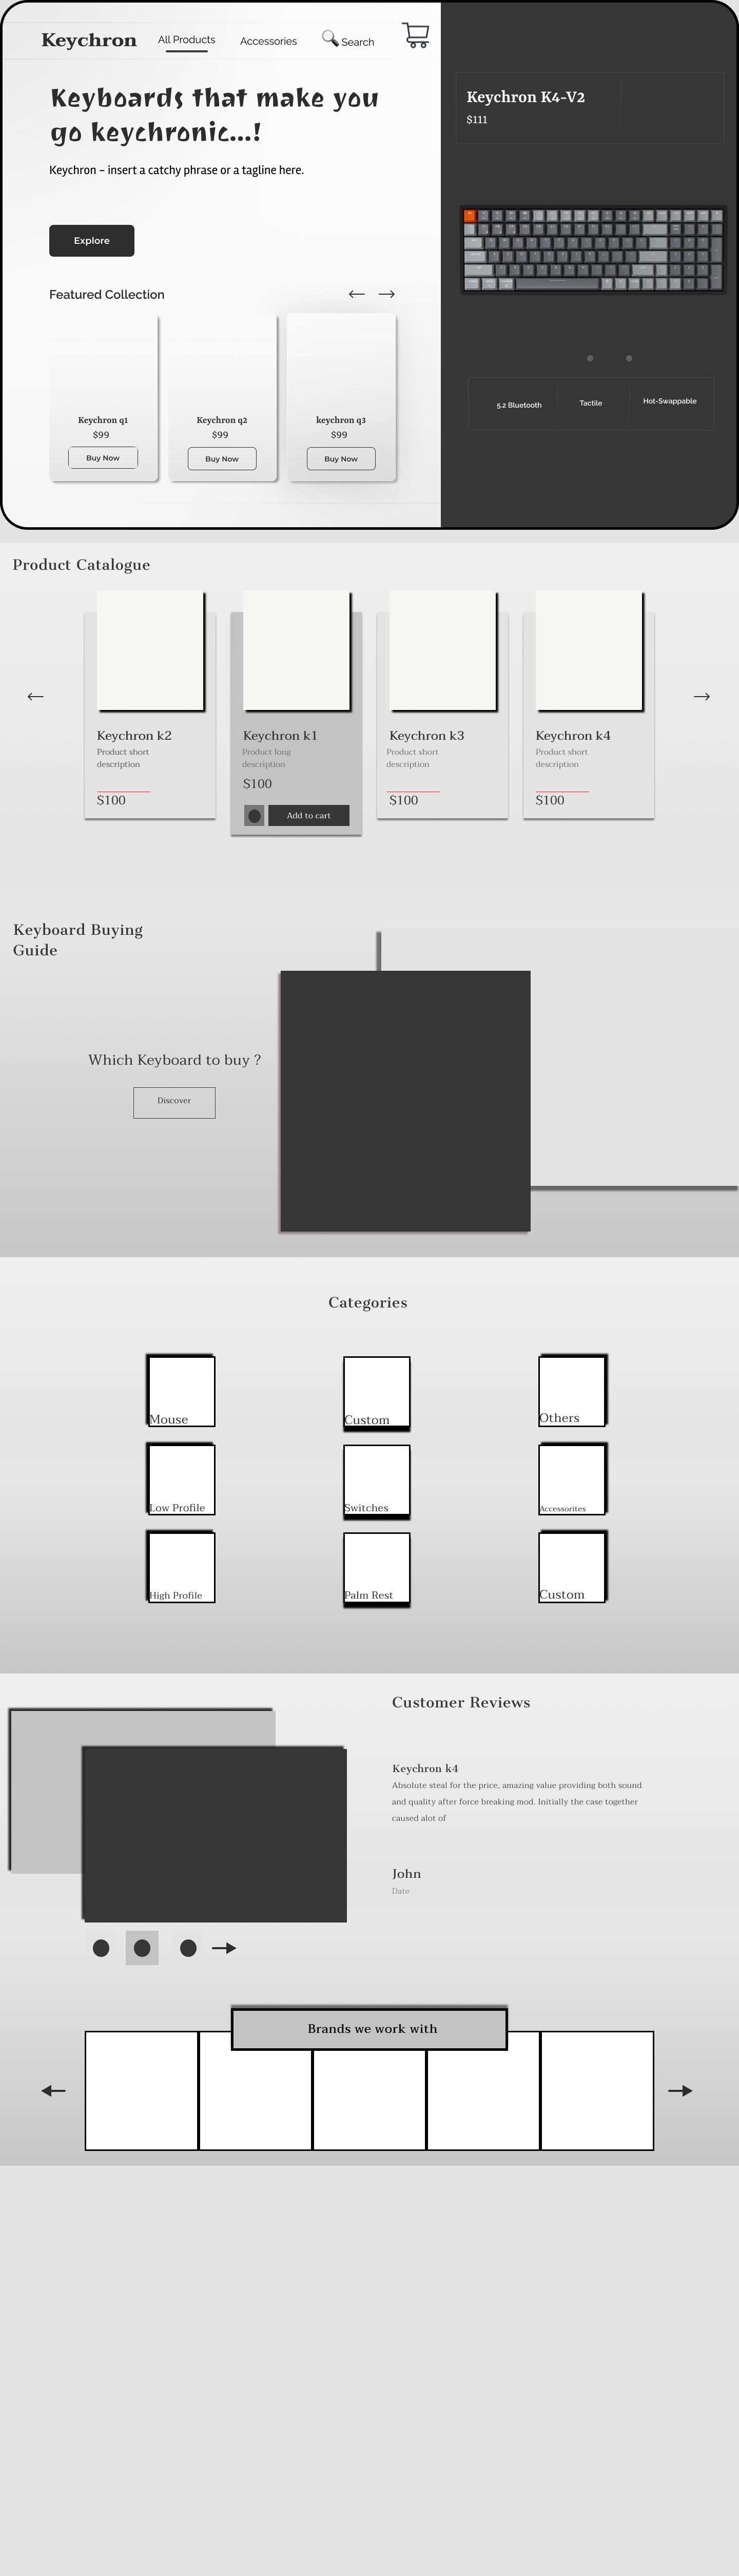 Keychron
All Products
Accessories
Search
Keyboards that make you
go keychronic...!
Keychron - insert a catchy phrase or a tagline here.
Explore
Featured Collection
Keychron q1
$99
Buy Now
Keychron q2
$99
Buy Now
keychron q3
$99
Buy Now
Keychron K4-V2
$111
5.2 Bluetooth
Tactile
Hot-Swappable
Product Catalogue
Keychron k2
Product short
description
$100
Keychron k1
Product long
description
$100
Add to cart
Keychron k3
Product short
description
$100
Keychron k4
Product short
description
$100
Keyboard Buying
Guide
Which Keyboard to buy ?
Discover
Categories
Mouse
Custom
Others
Low Profile
Switches
Accessorites
High Profile
Palm Rest
Custom
Customer Reviews
Keychron k4
Absolute steal for the price, amazing value providing both sound
and quality after force breaking mod. Initially the case together
caused alot of
John
Date
Brands we work with